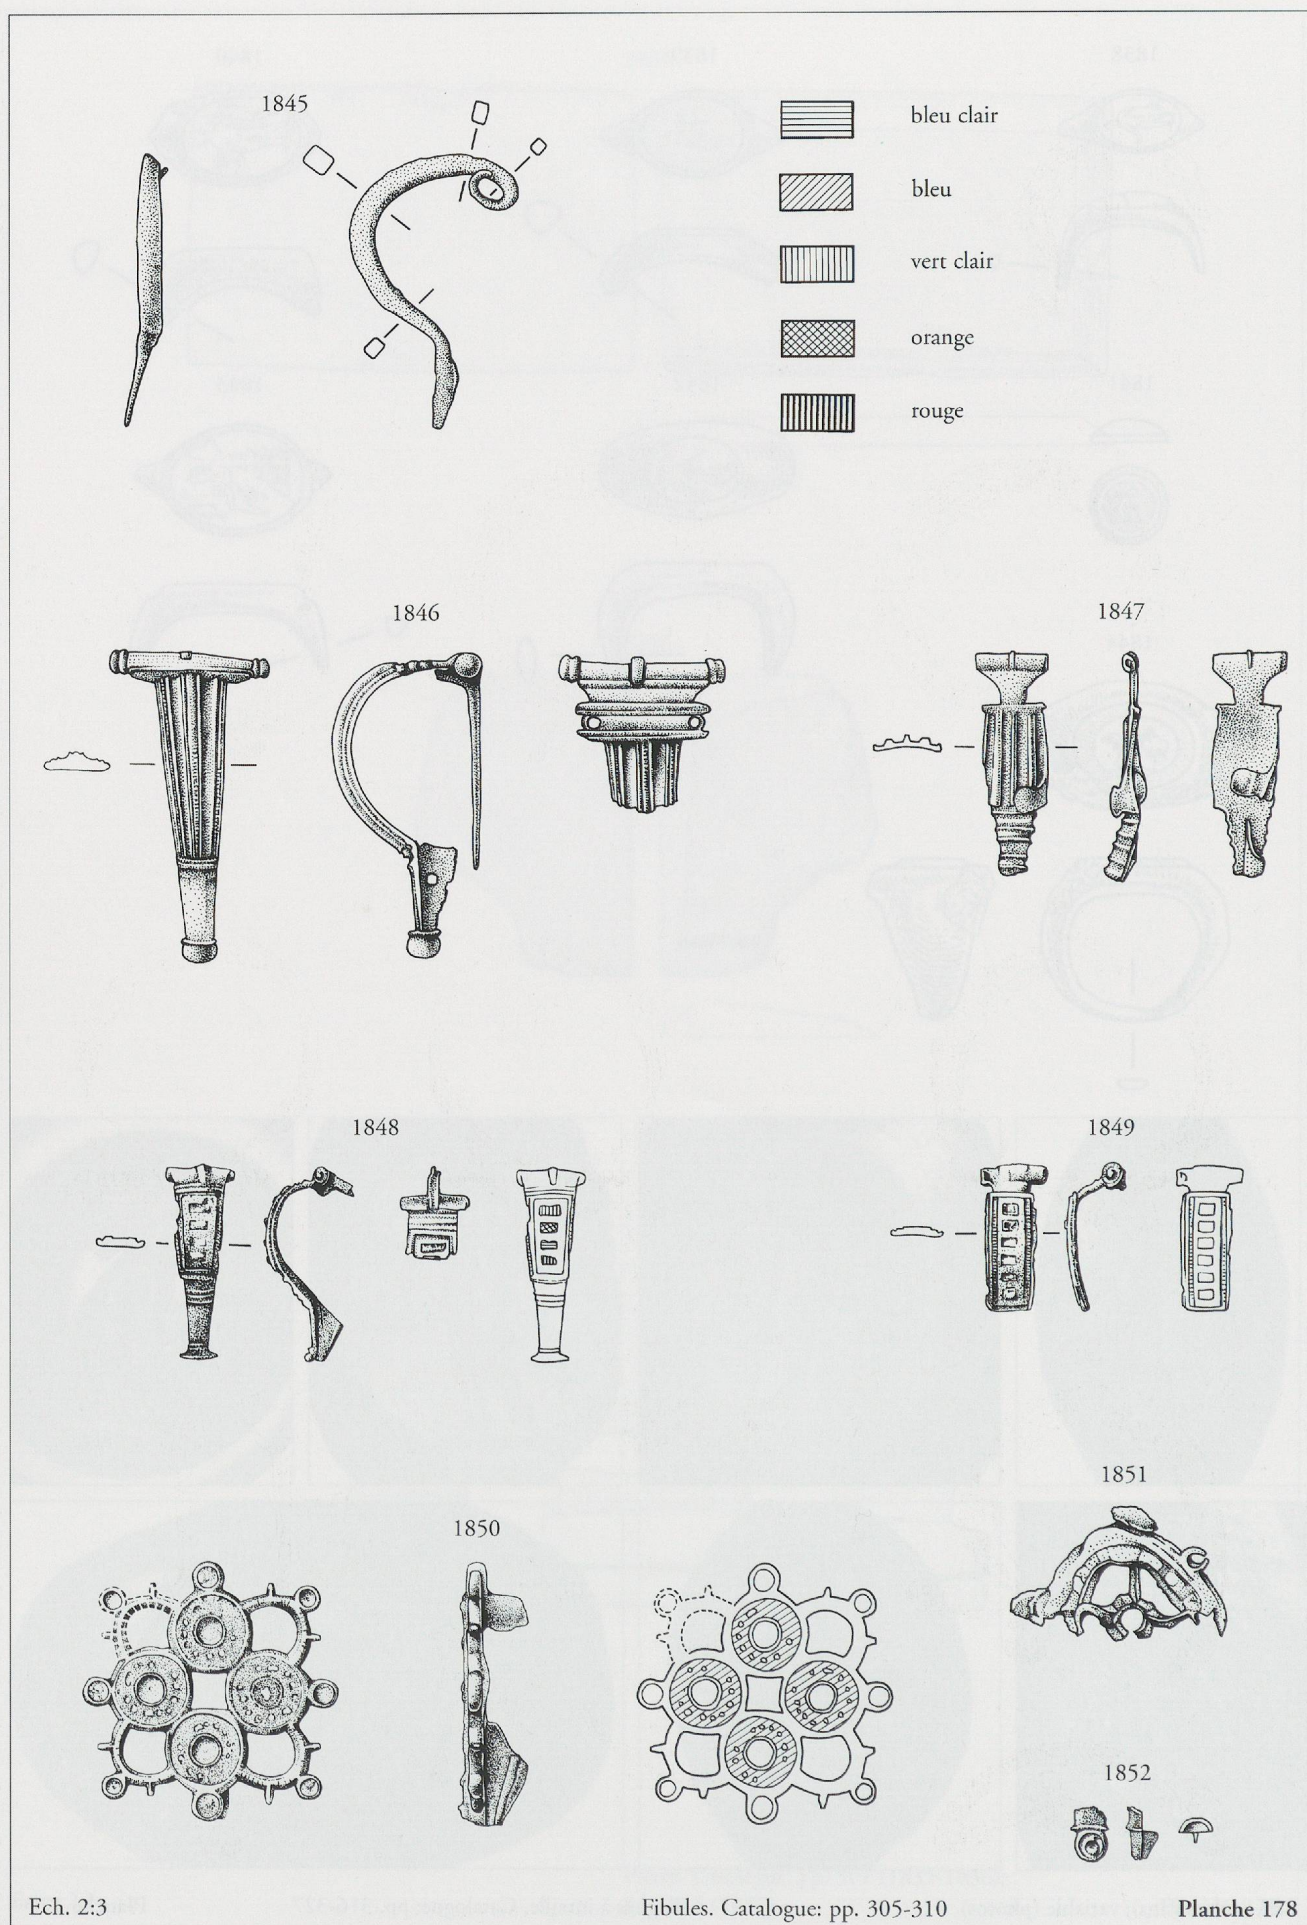 1845
bleu clair
bleu
vert clair
orange
rouge
1846
1847
1848
1849
1851
1850
1852
Ech. 2:3
Fibules. Catalogue: pp. 305-310
Planche 178